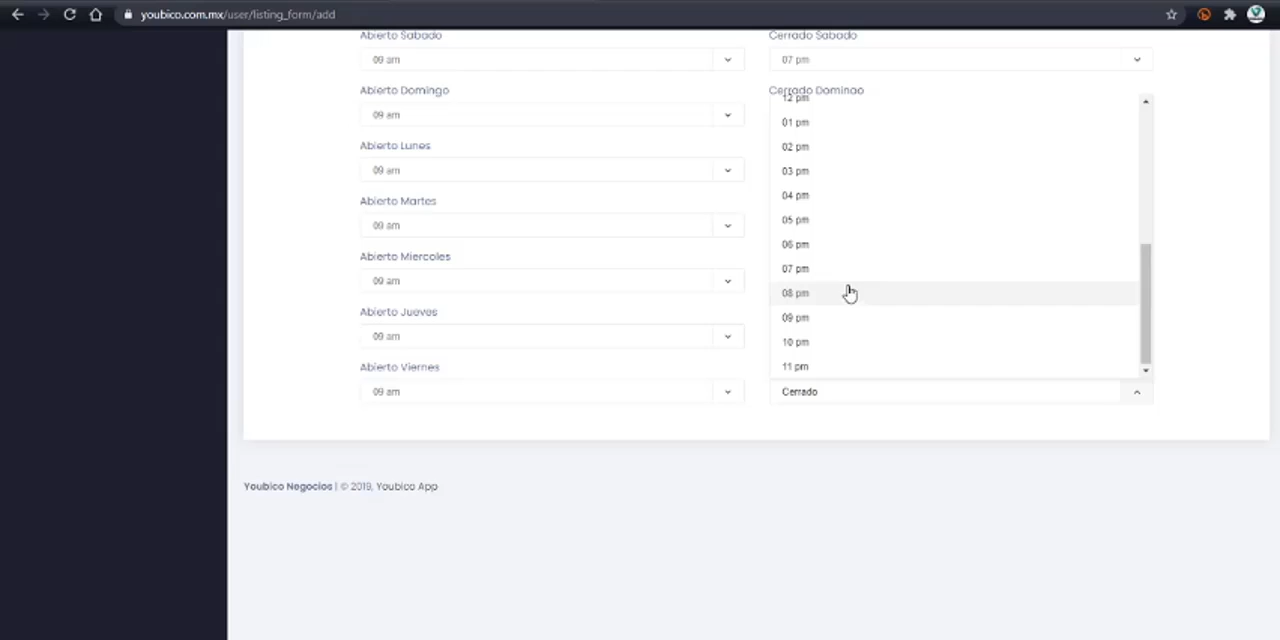 youbico.com.mx/user/listing_form/add
Abierto Sabado
Cerrado Sabado
09 am
07 pm
Abierto Domingo
Cerrado Domingo
09 am
12 pm
01 pm
02 pm
03 pm
04 pm
05 pm
06 pm
07 pm
08 pm
09 pm
10 pm
11 pm
Abierto Lunes
09 am
Abierto Martes
09 am
Abierto Miercoles
09 am
Abierto Jueves
09 am
Abierto Viernes
09 am
Cerrado
Youbico Negocios | © 2019, Youbico App